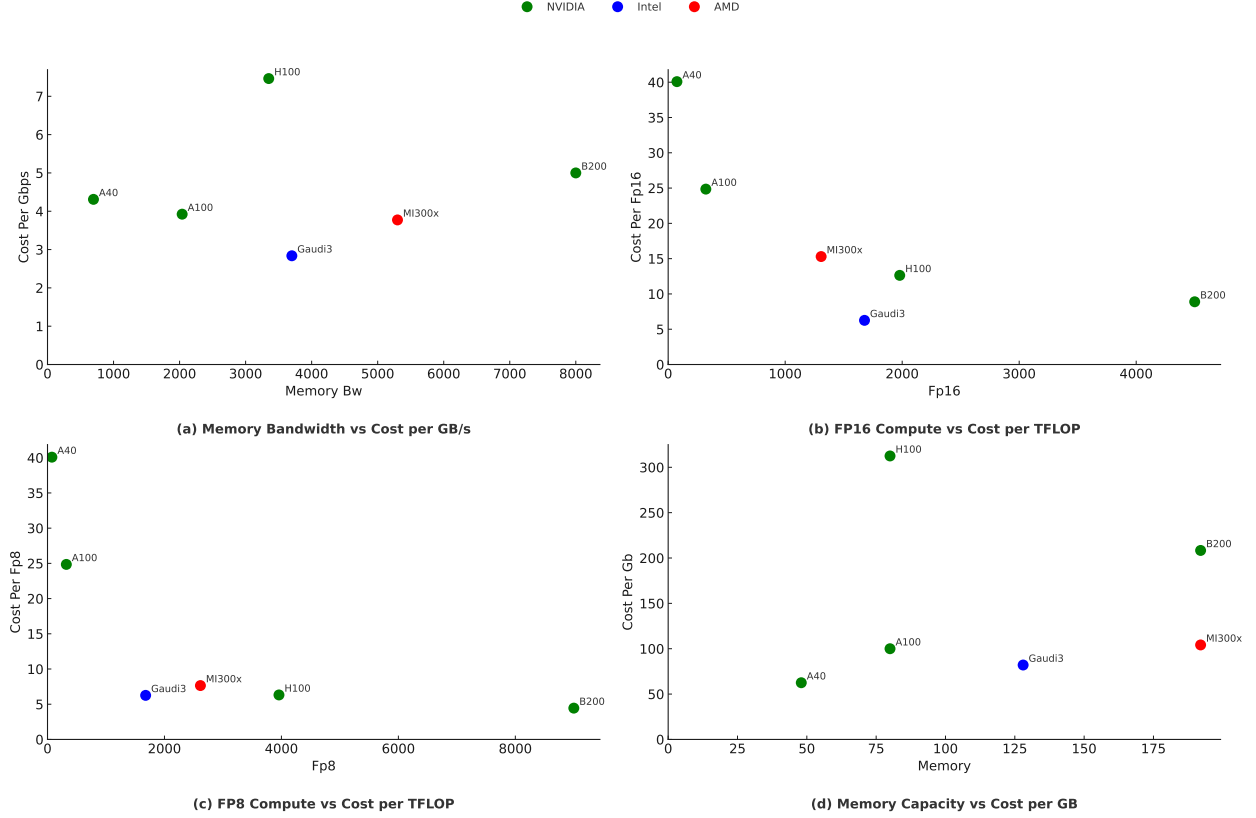 NVIDIA Intel AMD
H100
B200
A40
A100
MI300x
Gaudi3
Cost Per Gbps
0 1 2 3 4 5 6 7
0 1000 2000 3000 4000 5000 6000 7000 8000
Memory Bw
(a) Memory Bandwidth vs Cost per GB/s
A40
A100
MI300x
H100
Gaudi3
B200
Cost Per Fp16
0 5 10 15 20 25 30 35 40
0 1000 2000 3000 4000
Fp16
(b) FP16 Compute vs Cost per TFLOP
A40
A100
Gaudi3
MI300x
H100
B200
Cost Per Fp8
0 5 10 15 20 25 30 35 40
0 2000 4000 6000 8000
Fp8
(c) FP8 Compute vs Cost per TFLOP
H100
B200
A100
MI300x
Gaudi3
A40
Cost Per Gb
0 50 100 150 200 250 300
0 25 50 75 100 125 150 175
Memory
(d) Memory Capacity vs Cost per GB